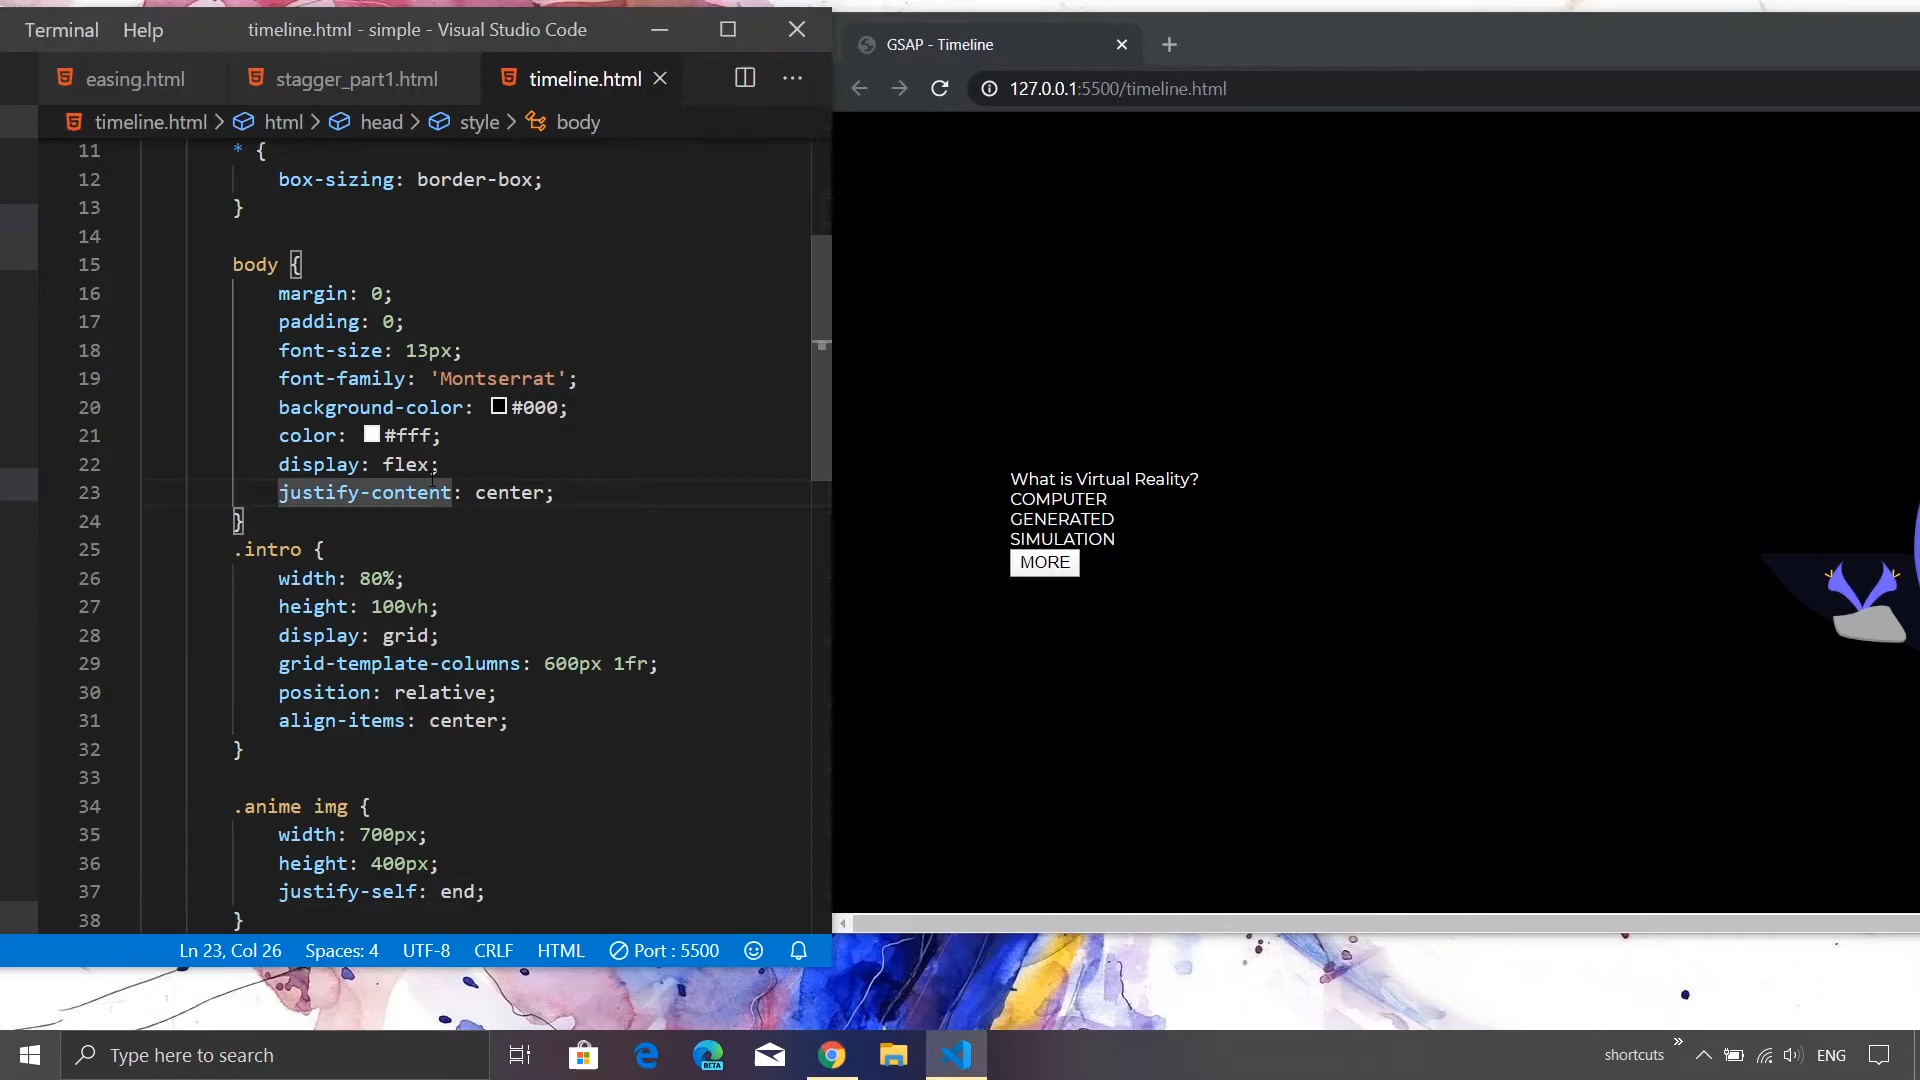 Terminal Help timeline.html - simple - Visual Studio Code
easing.html stagger_part1.html timeline.html
timeline.html > html > head > style > body
11 * {
12 box-sizing: border-box;
13 }
14
15 body {
16 margin: 0;
17 padding: 0;
18 font-size: 13px;
19 font-family: 'Montserrat';
20 background-color: #000;
21 color: #fff;
22 display: flex;
23 justify-content: center;
24 }
25 .intro {
26 width: 80%;
27 height: 100vh;
28 display: grid;
29 grid-template-columns: 600px 1fr;
30 position: relative;
31 align-items: center;
32 }
33
34 .anime img {
35 width: 700px;
36 height: 400px;
37 justify-self: end;
38 }
Ln 23, Col 26 Spaces: 4 UTF-8 CRLF HTML Port : 5500
GSAP - Timeline
127.0.0.1:5500/timeline.html
What is Virtual Reality?
COMPUTER
GENERATED
SIMULATION
MORE
Type here to search
BETA
shortcuts » ENG